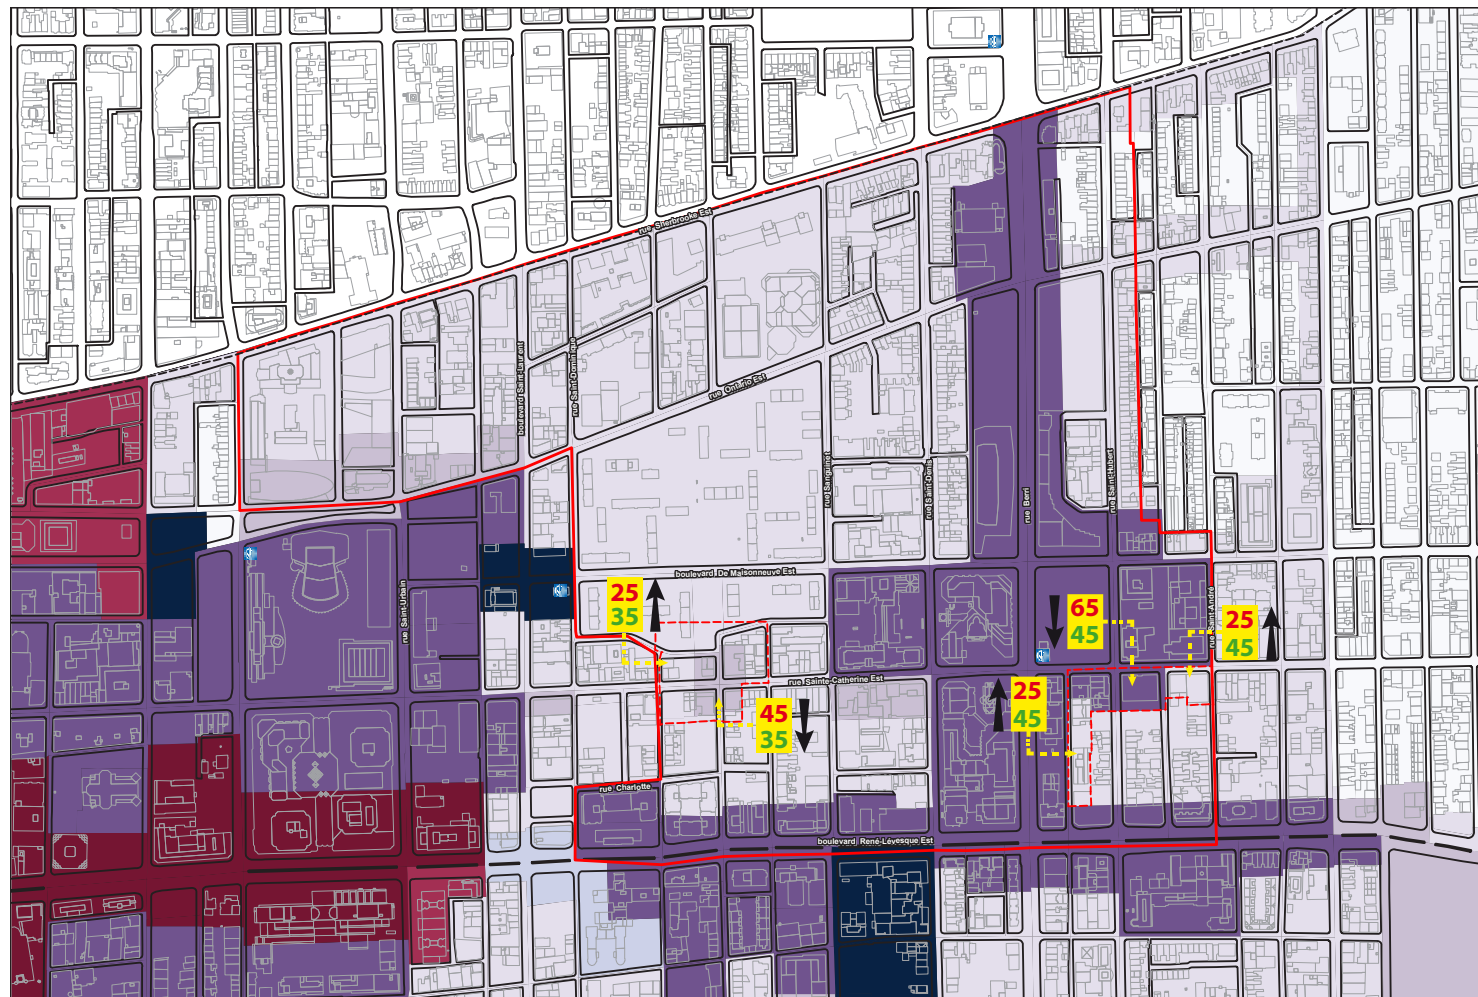 rue Sherbrooke Est
boulevard Saint-Laurent
rue Saint-Dominique
rue Ontario Est
rue Sanguinet
rue Saint-Denis
rue Berri
rue Saint-Hubert
boulevard De Maisonneuve Est
rue Saint-Urbain
rue Saint-André
25
35
65
45
25
45
rue Sainte-Catherine Est
25
45
45
35
rue Charlotte
boulevard René-Lévesque Est